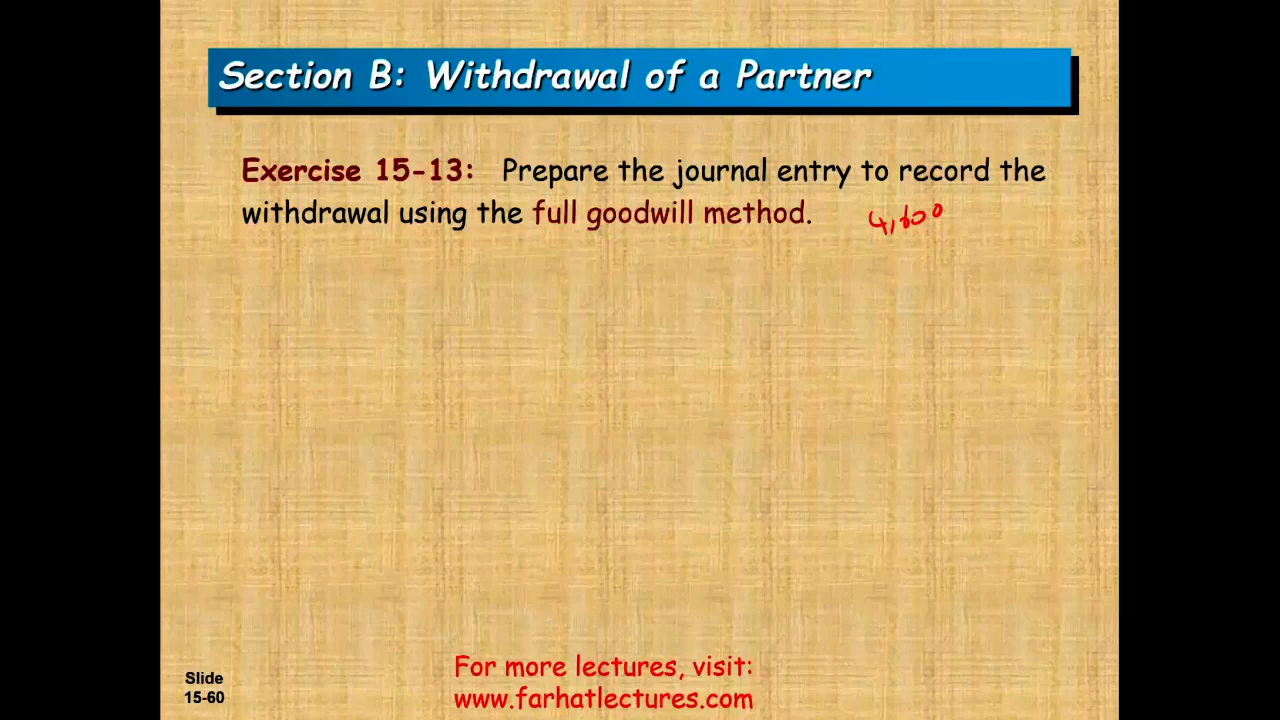 Section B: Withdrawal of a Partner
Exercise 15-13: Prepare the journal entry to record the
withdrawal using the full goodwill method.
4,600
For more lectures, visit:
www.farhatlectures.com
Slide
15-60